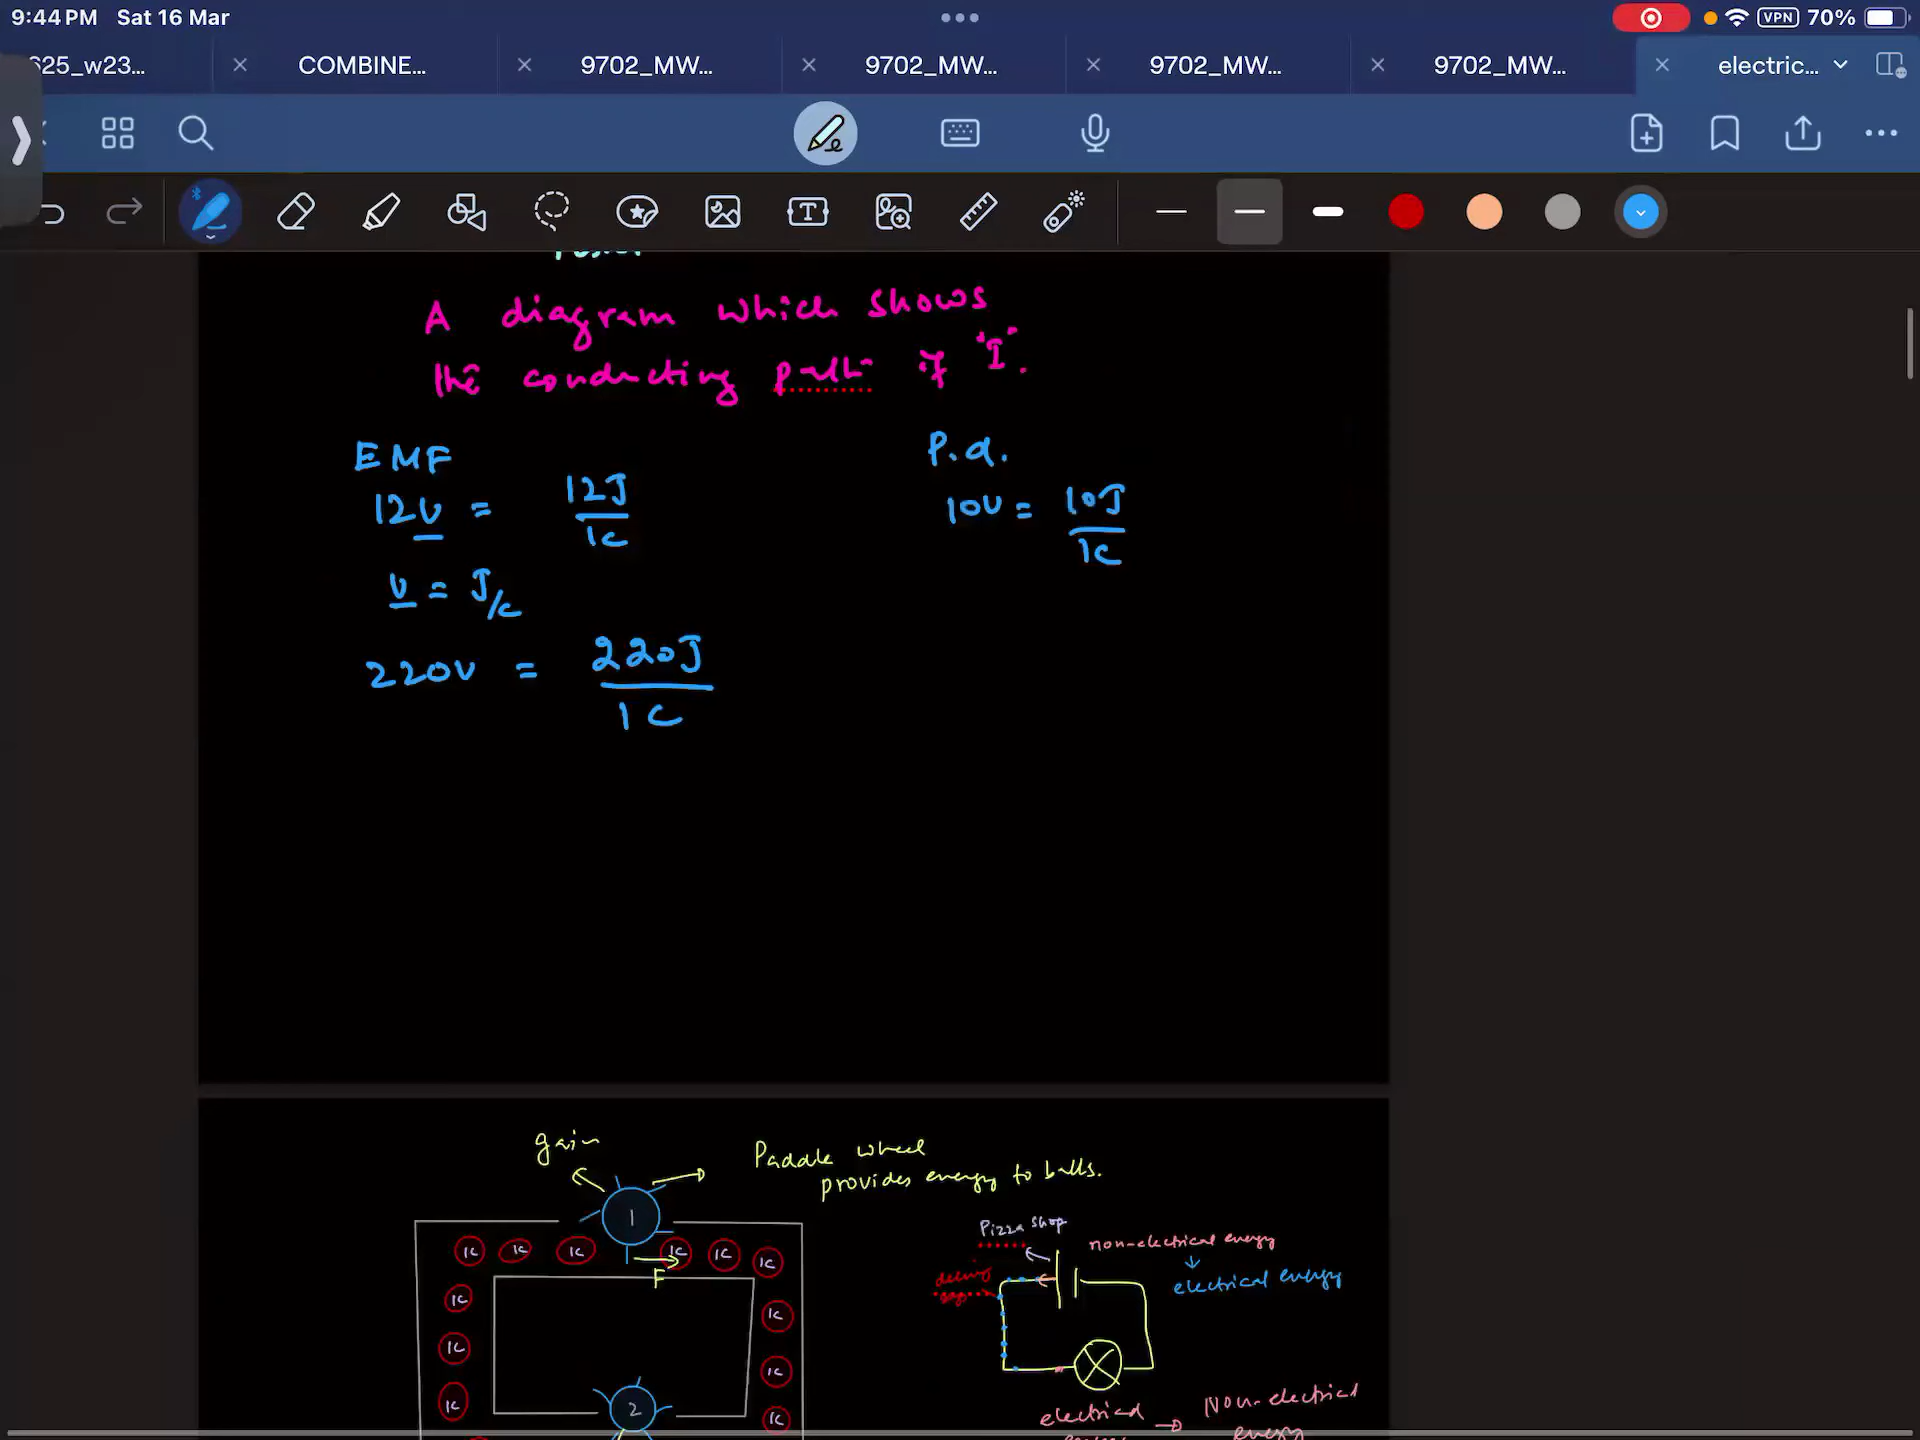 9:44 PM Sat 16 Mar
VPN 70%
625_w23...
COMBINE...
9702_MW...
9702_MW...
9702_MW...
9702_MW...
electric...
A diagram which shows
the conducting path of "I".
EMF
12V = 12J / 1C
V = J/C
220V = 220J / 1C
P.d.
10V = 10J / 1C
gain
Paddle wheel
provides energy to balls.
1
1C 1C 1C 1C 1C 1C
F
1C 1C
1C 1C
1C 1C
2
Pizza shop
non-electrical energy
↓
electrical energy
electrical → Non-electrical
energy